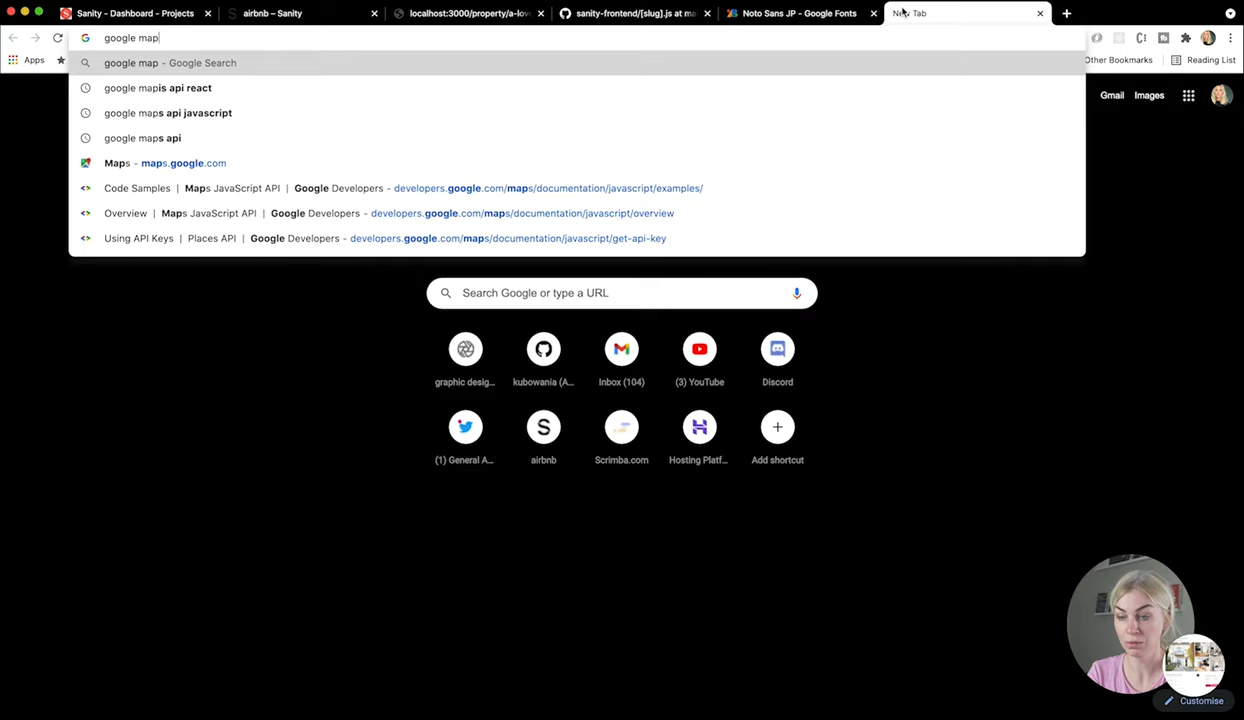 Sanity - Dashboard - Projects
airbnb – Sanity
localhost:3000/property/a-lov
sanity-frontend/[slug].js at ma
Noto Sans JP - Google Fonts
New Tab
google map
Apps
Other Bookmarks
Reading List
google map - Google Search
google mapis api react
google maps api javascript
google maps api
Maps - maps.google.com
Code Samples | Maps JavaScript API | Google Developers - developers.google.com/maps/documentation/javascript/examples/
Overview | Maps JavaScript API | Google Developers - developers.google.com/maps/documentation/javascript/overview
Using API Keys | Places API | Google Developers - developers.google.com/maps/documentation/javascript/get-api-key
Gmail
Images
Search Google or type a URL
graphic desig...
kubowania (A...
Inbox (104)
(3) YouTube
Discord
(1) General A...
airbnb
Scrimba.com
Hosting Platf...
Add shortcut
Customise